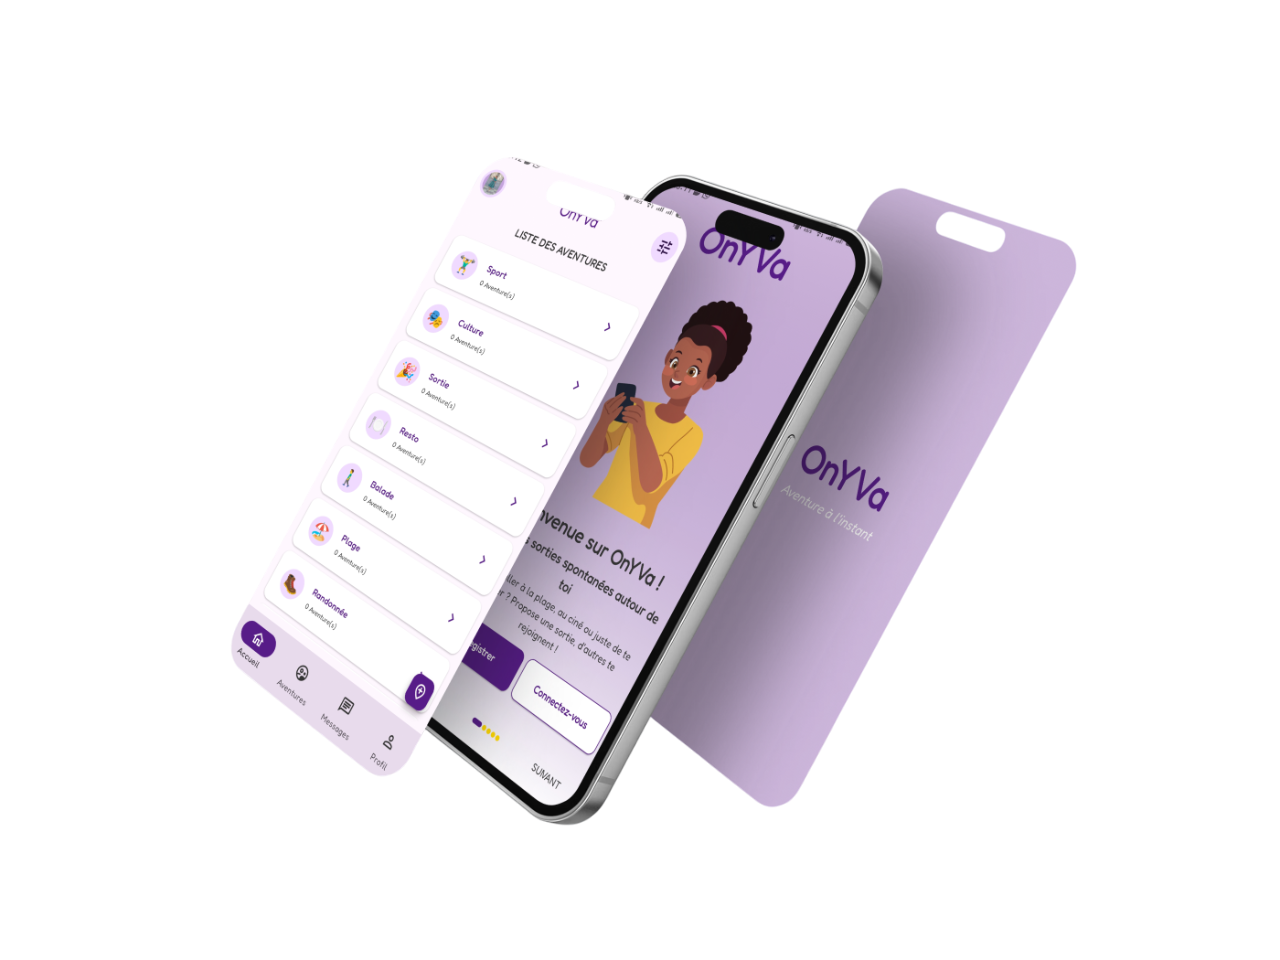 OnYVa
LISTE DES AVENTURES
Sport
0 Aventure(s)
Culture
0 Aventure(s)
Sortie
0 Aventure(s)
Resto
0 Aventure(s)
Balade
0 Aventure(s)
Plage
0 Aventure(s)
Randonnée
0 Aventure(s)
Accueil
Aventures
Messages
Profil
OnYVa
sur OnYVa !
sorties spontanées autour de
toi
à la plage, au ciné ou juste de te
? Propose une sortie, d'autres te
rejoignent !
Connectez-vous
SUIVANT
OnYVa
Aventure à l'instant